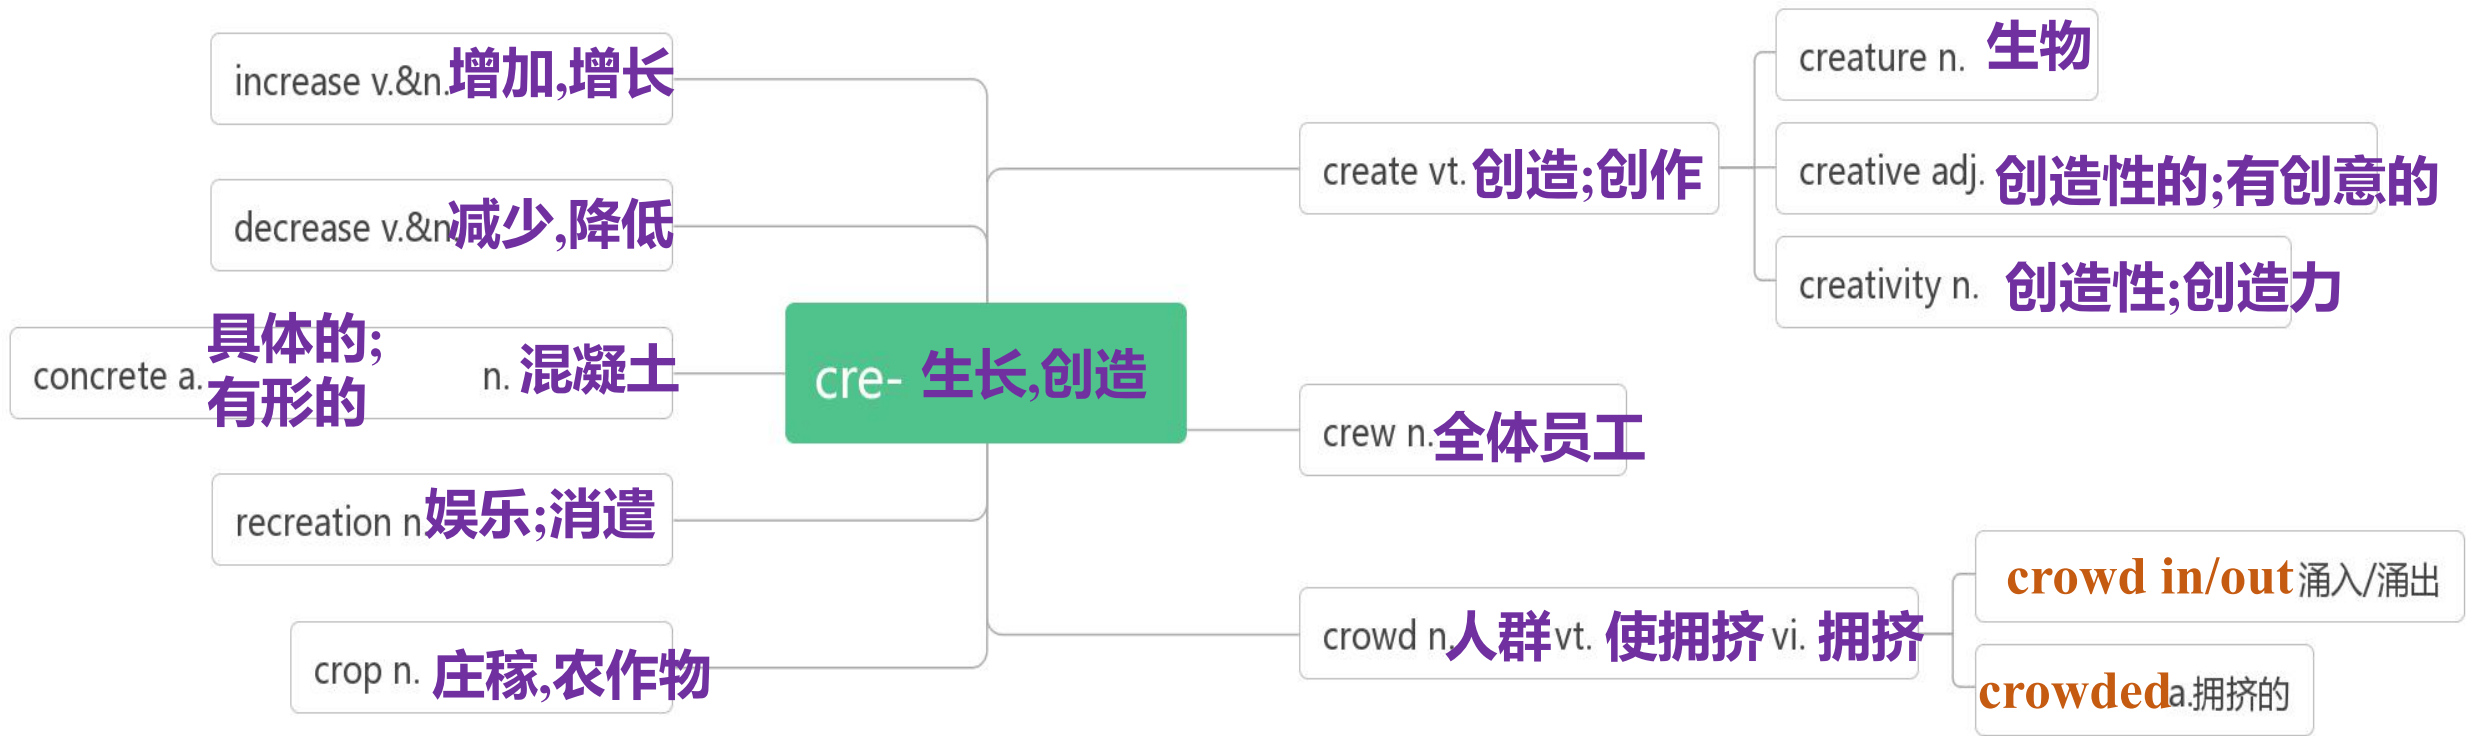 increase v.&n.增加,增长
decrease v.&n.减少,降低
concrete a.具体的;
有形的
n. 混凝土
recreation n.娱乐;消遣
crop n. 庄稼,农作物
cre- 生长,创造
create vt.创造;创作
creature n. 生物
creative adj. 创造性的;有创意的
creativity n. 创造性;创造力
crew n.全体员工
crowd n.人群 vt. 使拥挤 vi. 拥挤
crowd in/out涌入/涌出
crowded a.拥挤的